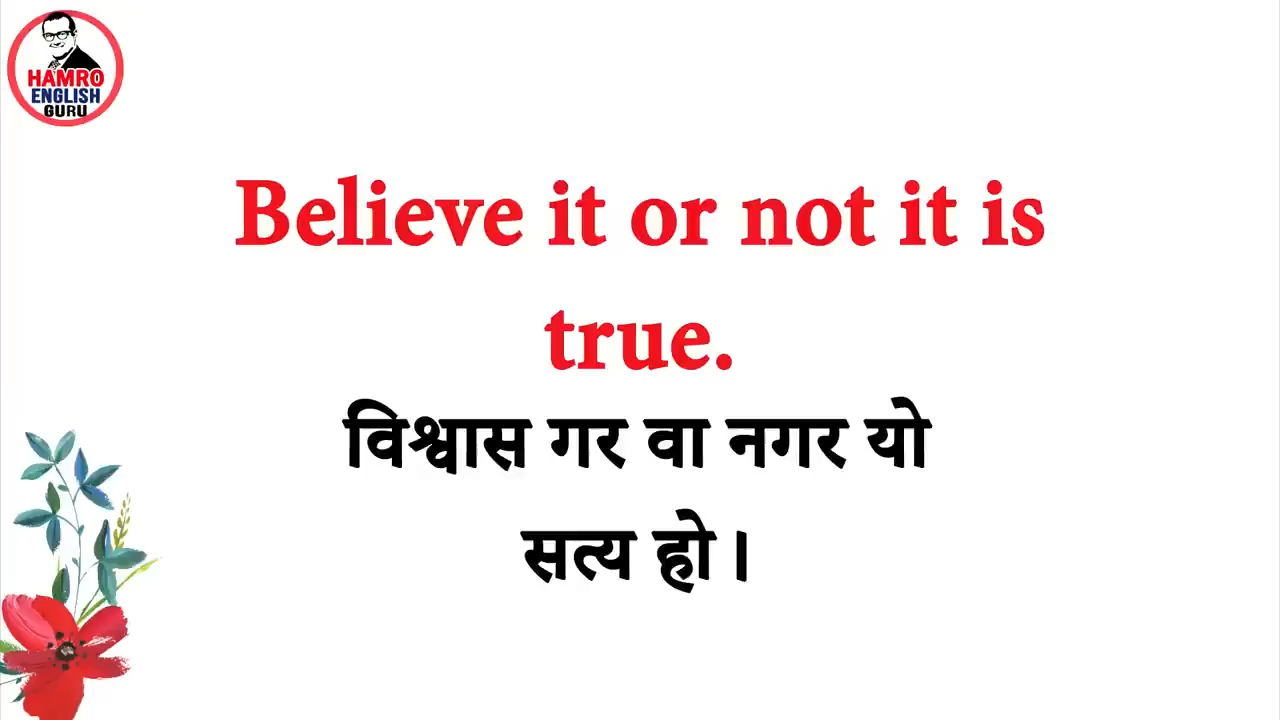 HAMRO
ENGLISH
GURU
Believe it or not it is
true.
विश्वास गर वा नगर यो
सत्य हो।